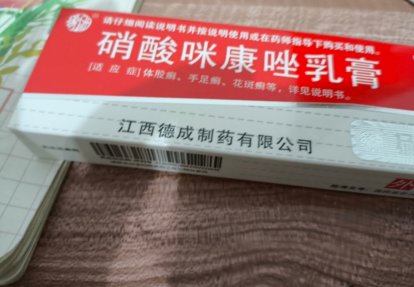 请仔细阅读说明书并按说明使用或在药师指导下购买和使用。
硝酸咪康唑乳膏
[适应症]体股癣、手足癣、花斑癣等，详见说明书。
江西德成制药有限公司